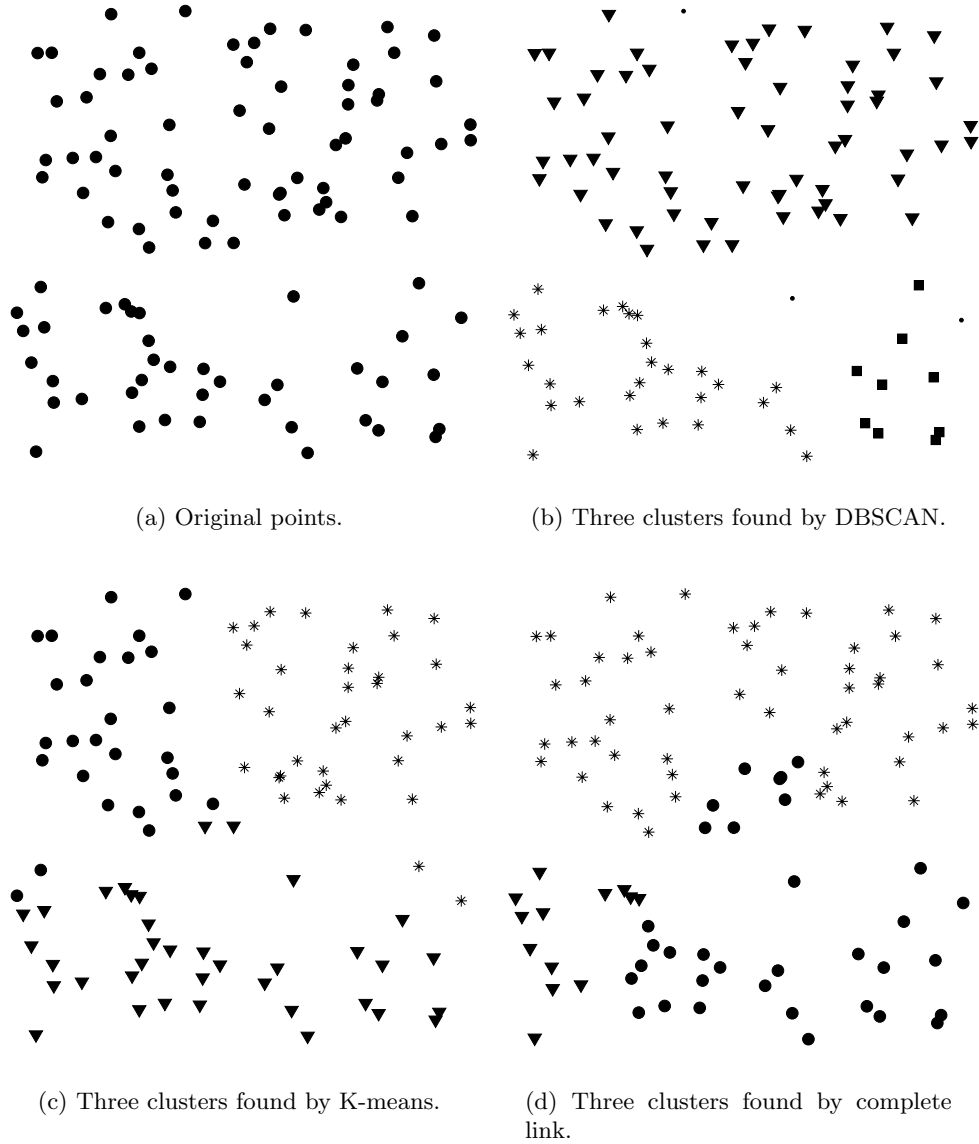 (a) Original points.
(b) Three clusters found by DBSCAN.
(c) Three clusters found by K-means.
(d) Three clusters found by complete
link.